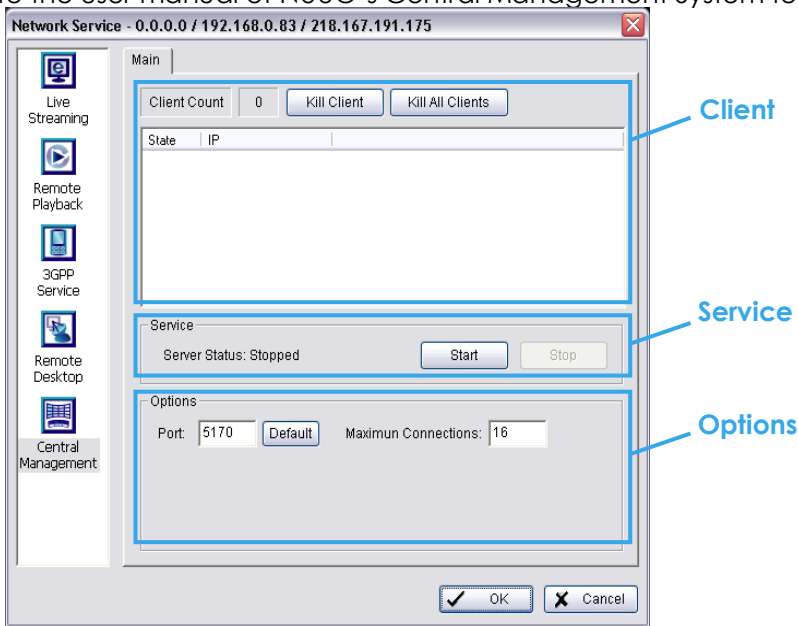 Network Service - 0.0.0.0 / 192.168.0.83 / 218.167.191.175
Main
Live
Streaming
Remote
Playback
3GPP
Service
Remote
Desktop
Central
Management
Client Count 0 Kill Client Kill All Clients
State IP
Service
Server Status: Stopped Start Stop
Options
Port: 5170 Default Maximun Connections: 16
OK Cancel
Client
Service
Options